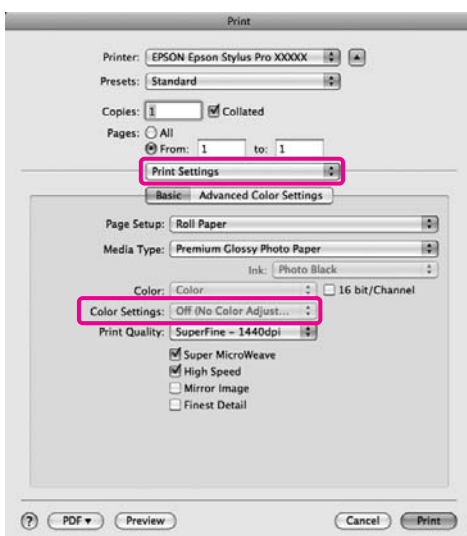 Print
Printer: EPSON Epson Stylus Pro XXXXX
Presets: Standard
Copies: 1 Collated
Pages: All
From: 1 to: 1
Print Settings
Basic Advanced Color Settings
Page Setup: Roll Paper
Media Type: Premium Glossy Photo Paper
Ink: Photo Black
Color: Color 16 bit/Channel
Color Settings: Off (No Color Adjust...
Print Quality: SuperFine - 1440dpi
Super MicroWeave
High Speed
Mirror Image
Finest Detail
? PDF▾ Preview Cancel Print